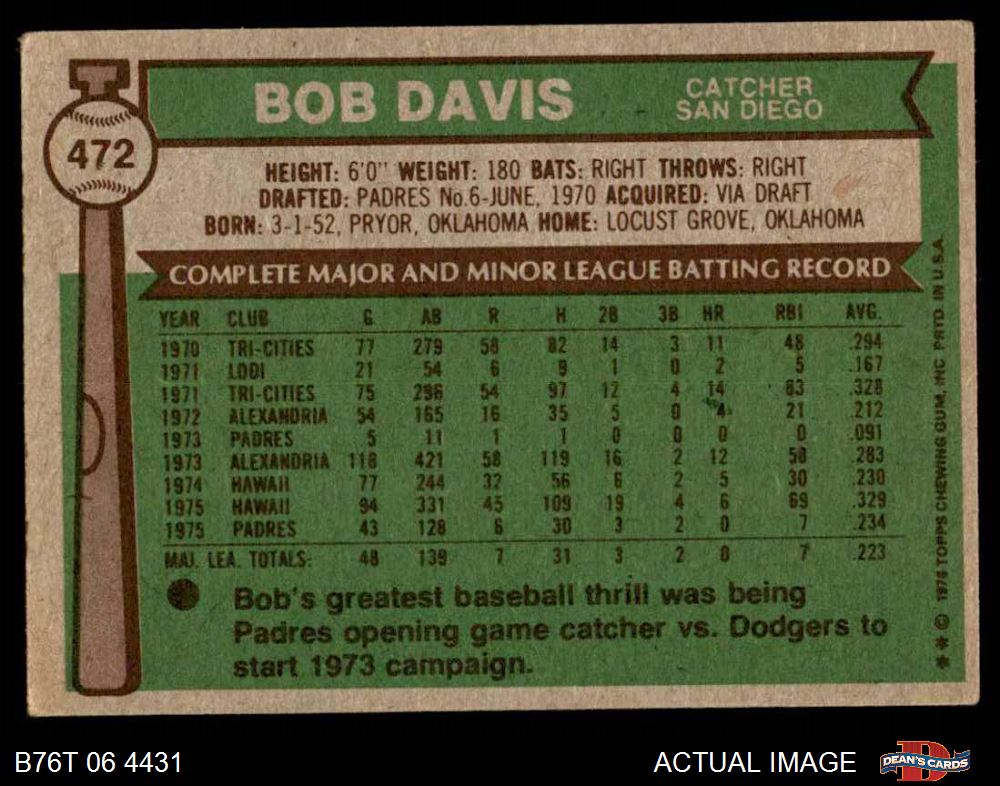 BOB DAVIS
CATCHER
SAN DIEGO
472
HEIGHT: 6'0" WEIGHT: 180 BATS: RIGHT THROWS: RIGHT
DRAFTED: PADRES No.6-JUNE, 1970 ACQUIRED: VIA DRAFT
BORN: 3-1-52, PRYOR, OKLAHOMA HOME: LOCUST GROVE, OKLAHOMA
COMPLETE MAJOR AND MINOR LEAGUE BATTING RECORD
YEAR CLUB G AB R H 2B 3B HR RBI AVG.
1970 TRI-CITIES 77 279 58 82 14 3 11 48 .294
1971 LODI 21 54 6 9 1 0 2 5 .167
1971 TRI-CITIES 75 296 54 97 12 4 14 83 .328
1972 ALEXANDRIA 54 165 16 35 5 0 4 21 .212
1973 PADRES 5 11 1 1 0 0 0 0 .091
1973 ALEXANDRIA 118 421 58 119 16 2 12 58 .283
1974 HAWAII 77 244 32 56 6 2 5 30 .230
1975 HAWAII 94 331 45 109 19 4 6 69 .329
1975 PADRES 43 128 6 30 3 2 0 7 .234
MAJ. LEA. TOTALS: 48 139 7 31 3 2 0 7 .223
Bob's greatest baseball thrill was being
Padres opening game catcher vs. Dodgers to
start 1973 campaign.
* * © 1976 TOPPS CHEWING GUM, INC. PRTD. IN U.S.A.
B76T 06 4431
ACTUAL IMAGE
DEAN'S CARDS